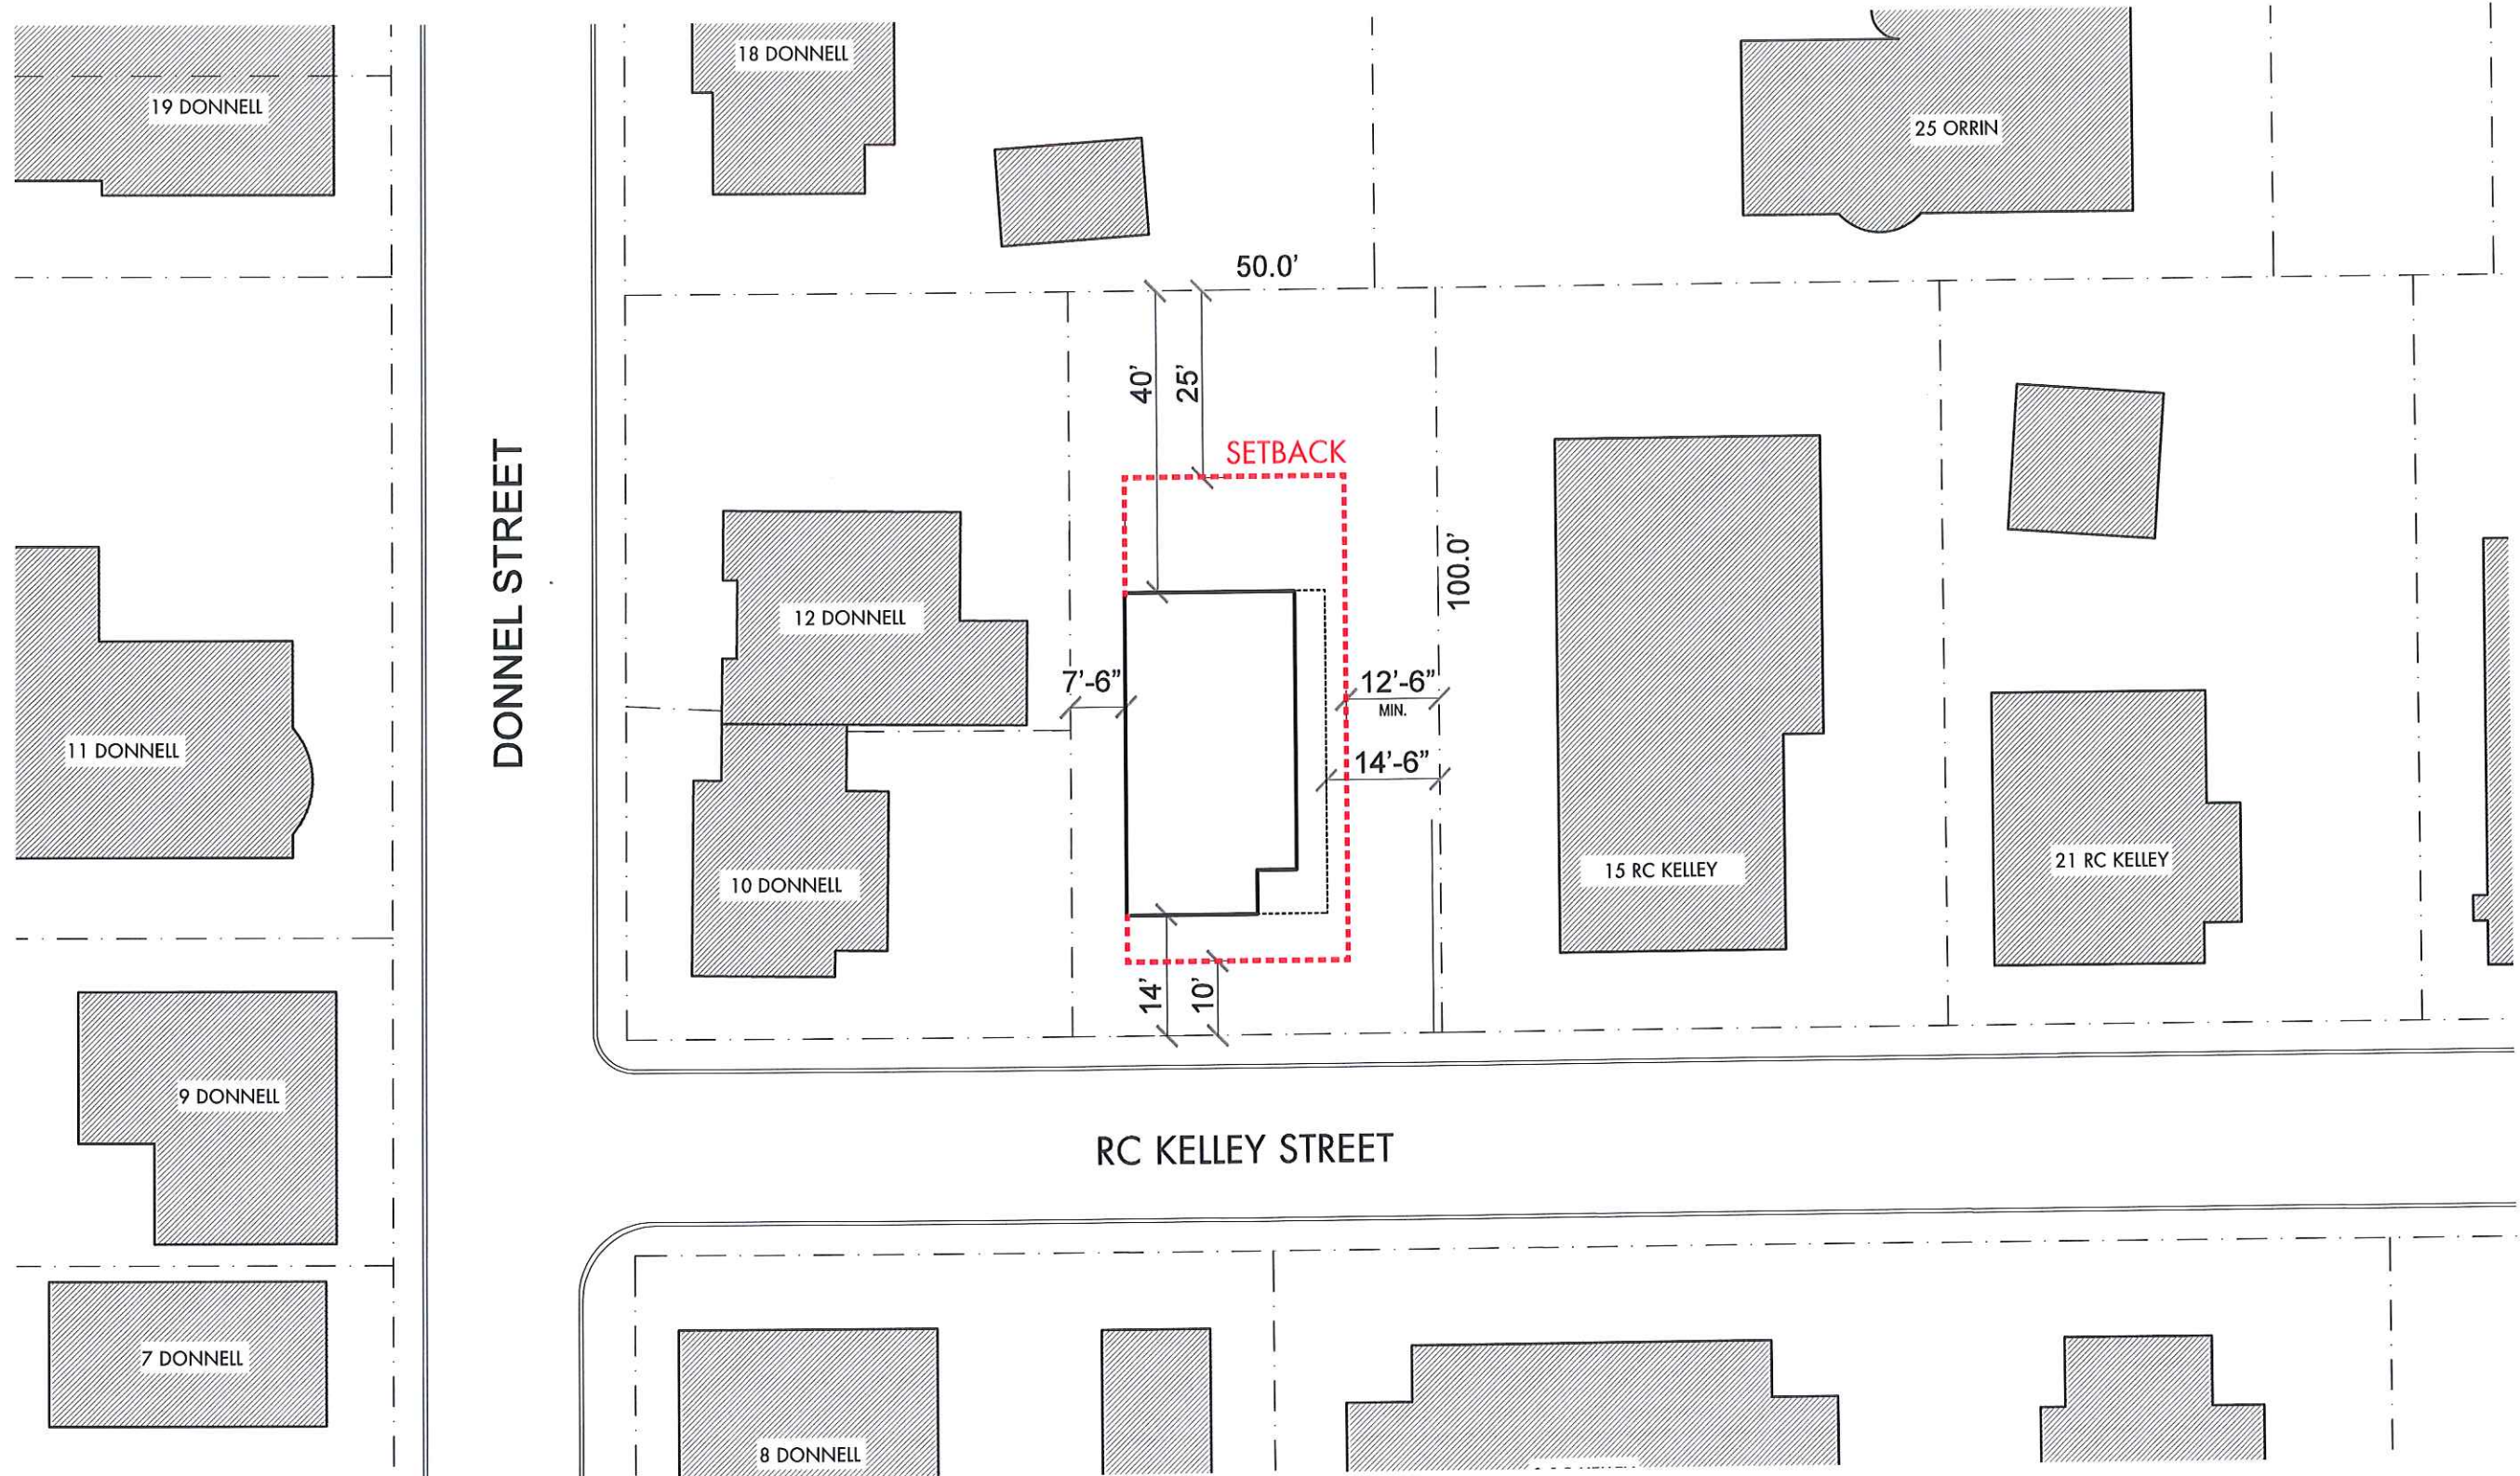 18 DONNELL
19 DONNELL
25 ORRIN
50.0’
40’
25’
SETBACK
DONNEL STREET
100.0’
12 DONNELL
7’-6”
12’-6”
MIN.
11 DONNELL
14’-6”
15 RC KELLEY
21 RC KELLEY
10 DONNELL
14’
10’
9 DONNELL
RC KELLEY STREET
7 DONNELL
8 DONNELL